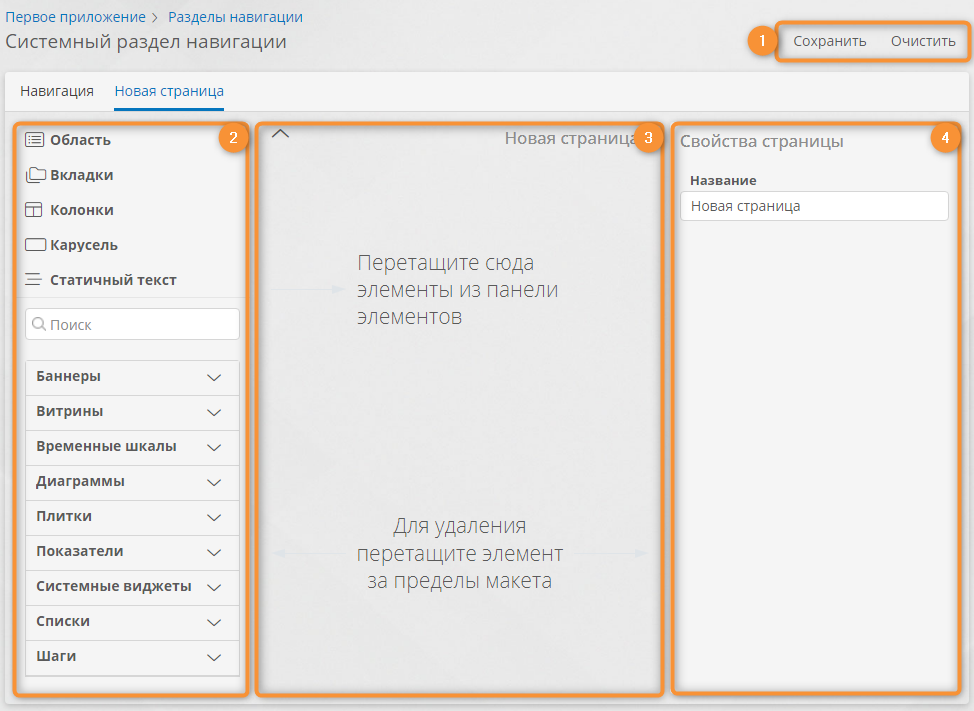 Первое приложение > Разделы навигации
Системный раздел навигации
1 Сохранить Очистить
Навигация Новая страница
2
Область
Вкладки
Колонки
Карусель
Статичный текст
Поиск
Баннеры
Витрины
Временные шкалы
Диаграммы
Плитки
Показатели
Системные виджеты
Списки
Шаги
Новая страница 3
Перетащите сюда
элементы из панели
элементов
Для удаления
перетащите элемент
за пределы макета
Свойства страницы 4
Название
Новая страница